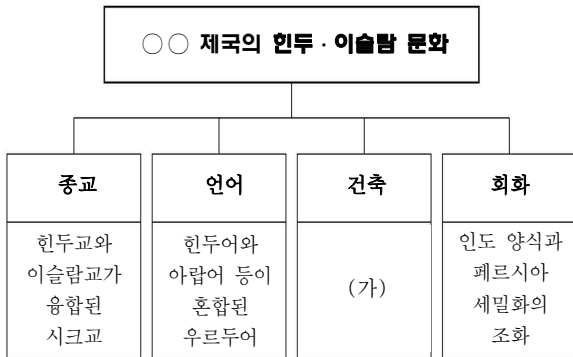 ○○ 제국의 힌두 · 이슬람 문화
종교
힌두교와
이슬람교가
융합된
시크교
언어
힌두어와
아랍어 등이
혼합된
우르두어
건축
(가)
회화
인도 양식과
페르시아
세밀화의
조화